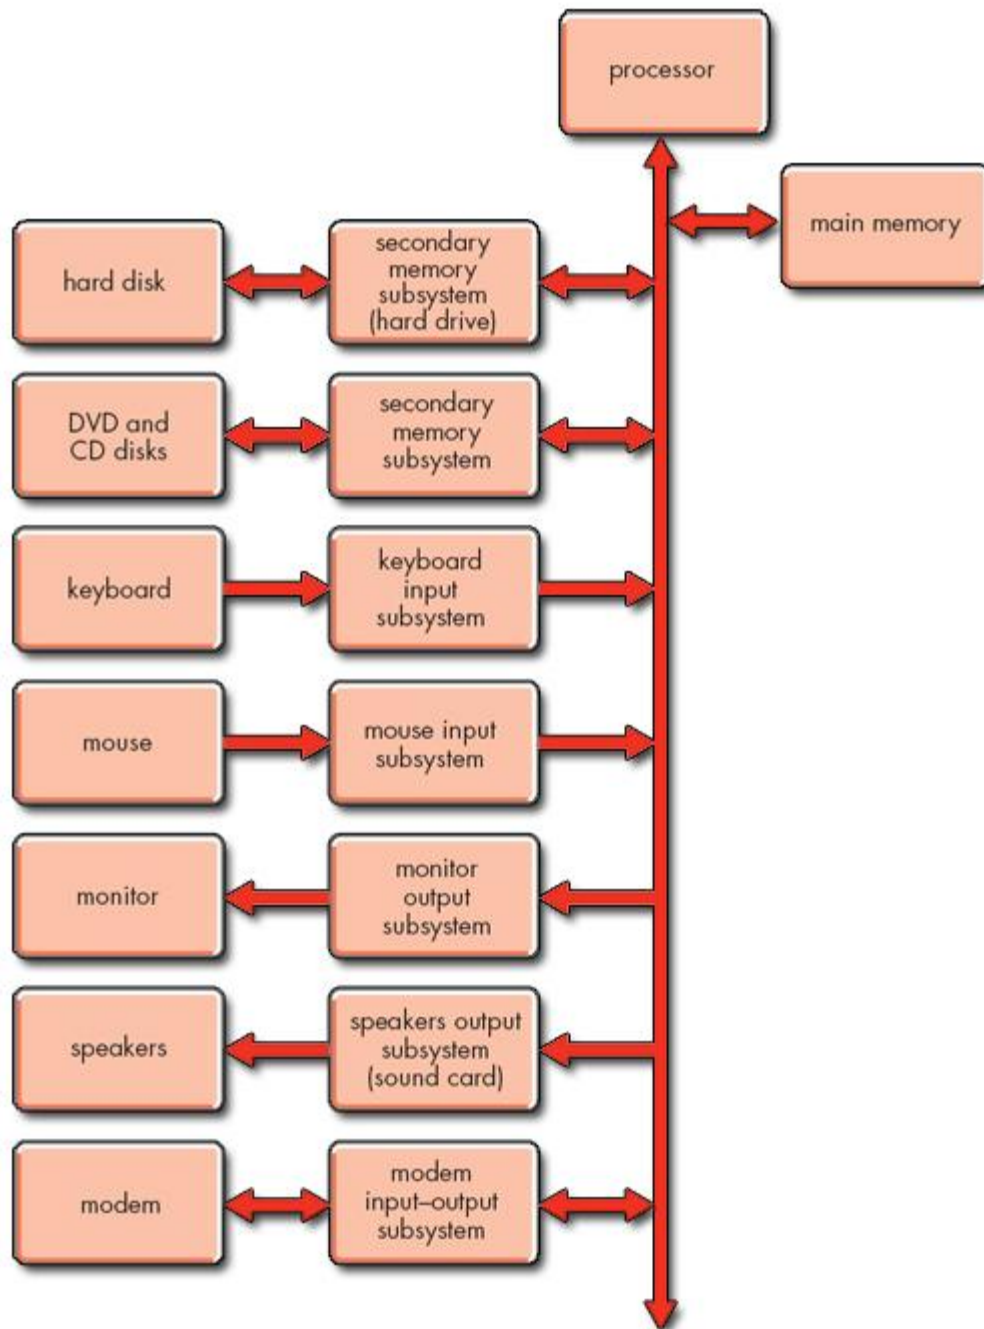 processor
main memory
hard disk
secondary
memory
subsystem
(hard drive)
DVD and
CD disks
secondary
memory
subsystem
keyboard
keyboard
input
subsystem
mouse
mouse input
subsystem
monitor
monitor
output
subsystem
speakers
speakers output
subsystem
(sound card)
modem
modem
input–output
subsystem